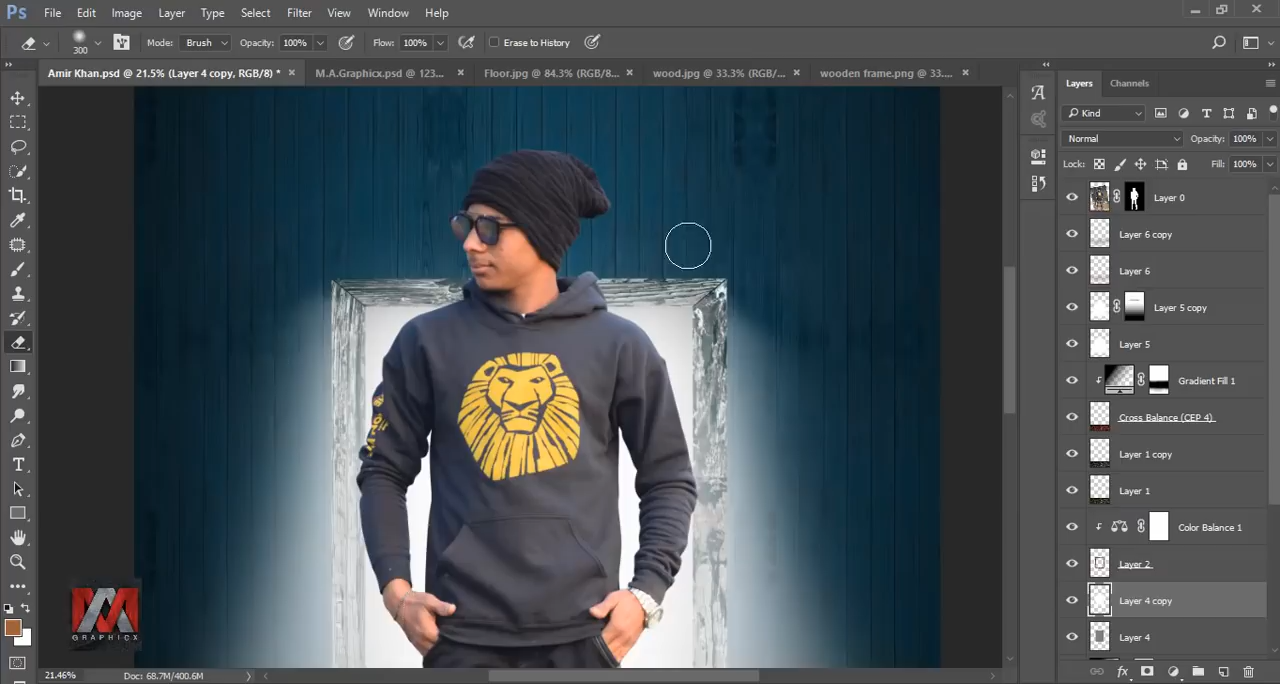 Ps File Edit Image Layer Type Select Filter View Window Help
300 Mode: Brush Opacity: 100% Flow: 100% Erase to History
Amir Khan.psd @ 21.5% (Layer 4 copy, RGB/8) * × M.A.Graphicx.psd @ 123... × Floor.jpg @ 84.3% (RGB/8... × wood.jpg @ 33.3% (RGB/... × wooden frame.png @ 33.... ×
Layers Channels
Kind
Normal Opacity: 100%
Lock: Fill: 100%
Layer 0
Layer 6 copy
Layer 6
Layer 5 copy
Layer 5
Gradient Fill 1
Cross Balance (CEP 4)
Layer 1 copy
Layer 1
Color Balance 1
Layer 2
Layer 4 copy
Layer 4
MA
GRAPHICX
21.46% Doc: 68.7M/400.6M